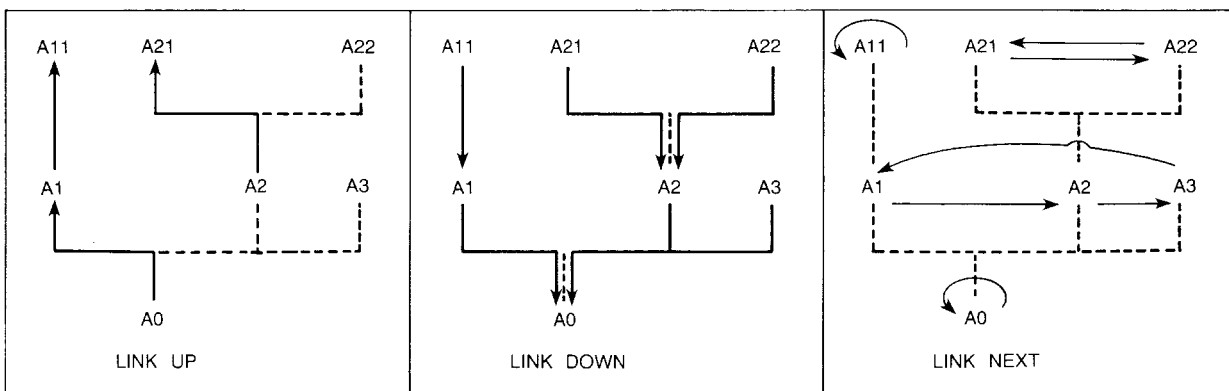 A11 A21 A22
A1 A2 A3
A0
LINK UP
A11 A21 A22
A1 A2 A3
A0
LINK DOWN
A11 A21 A22
A1 A2 A3
A0
LINK NEXT